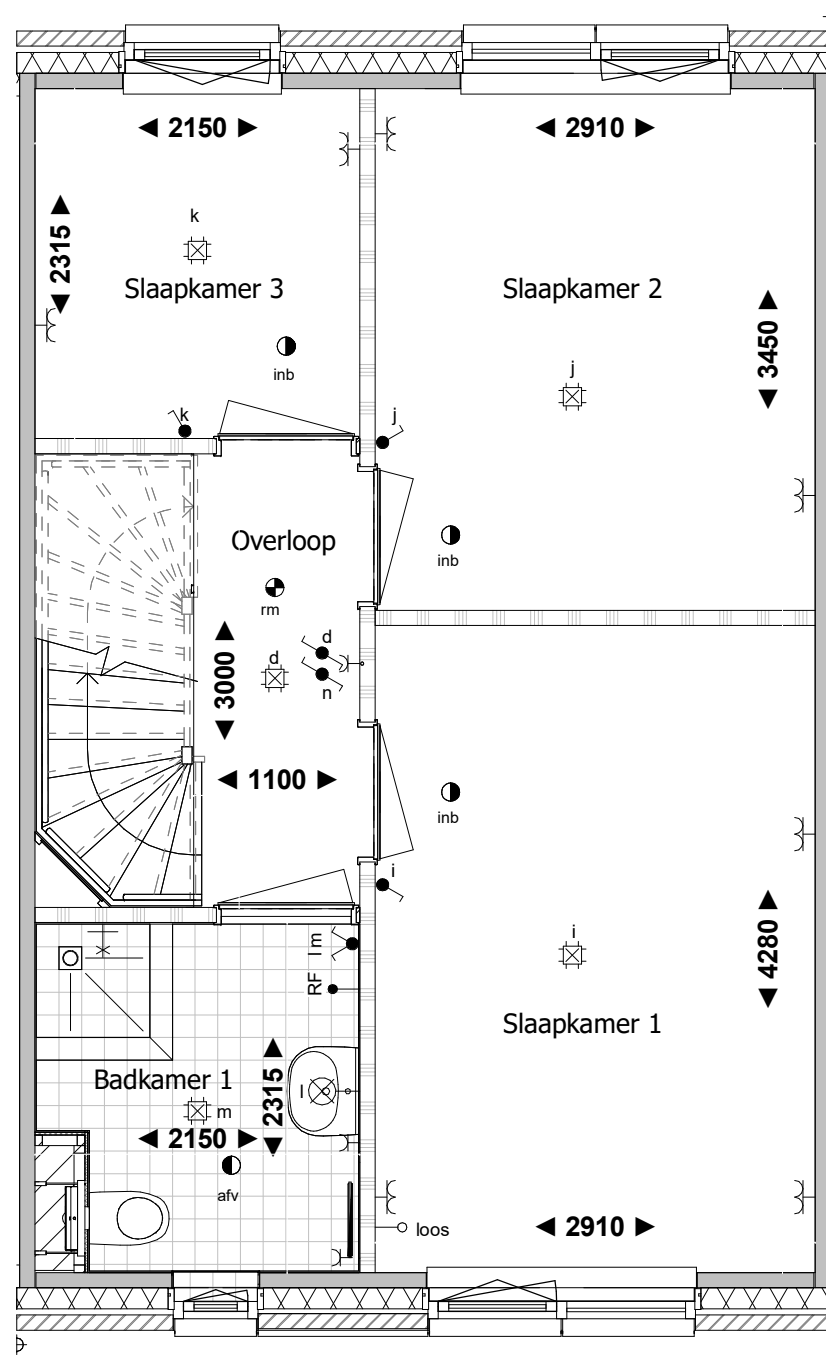 2150
2910
k
2315
Slaapkamer 3
Slaapkamer 2
3450
inb
j
k
j
Overloop
inb
rm
d
d
3000
n
1100
inb
i
l m
i
4280
RF
Slaapkamer 1
Badkamer 1
2315
l
m
2150
afv
loos
2910